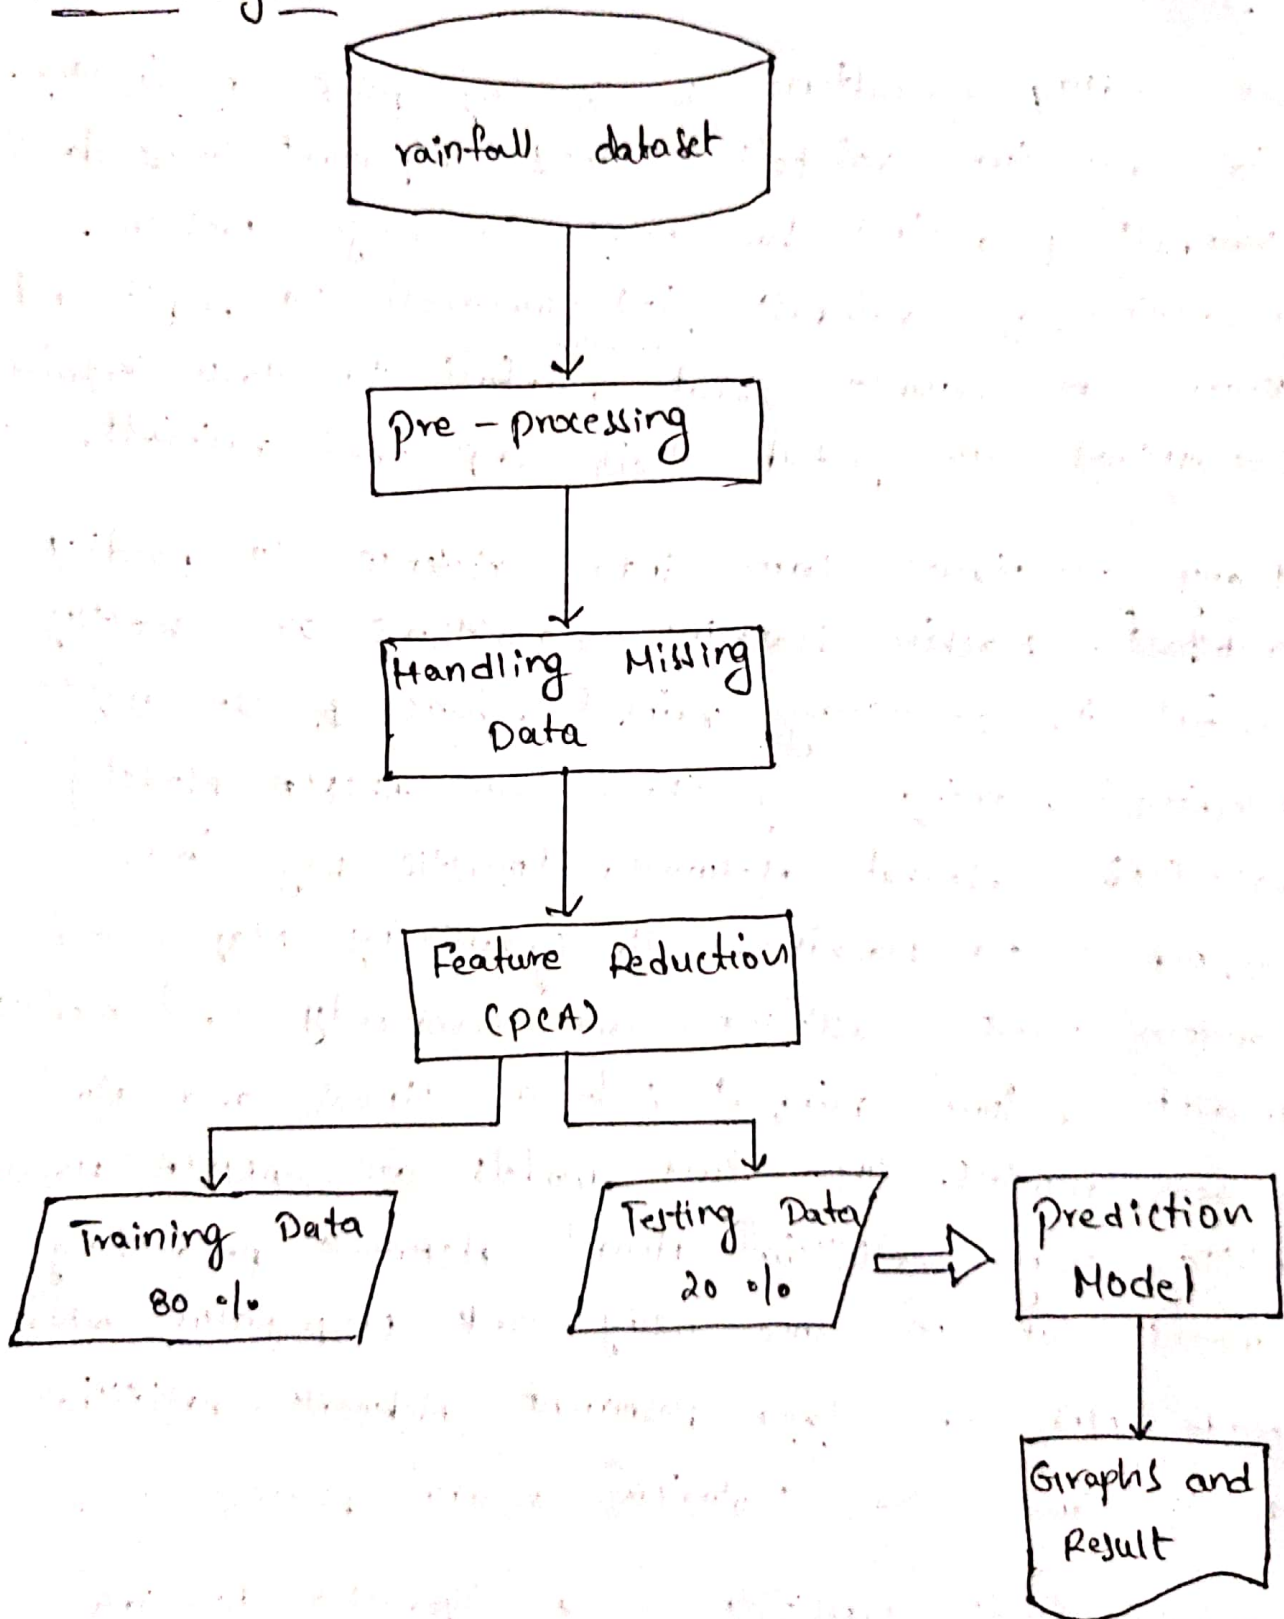 rainfall dataset
Pre - processing
Handling Missing
Data
Feature Reduction
(PCA)
Training Data
80 %
Testing Data
20 %
Prediction
Model
Graphs and
Result